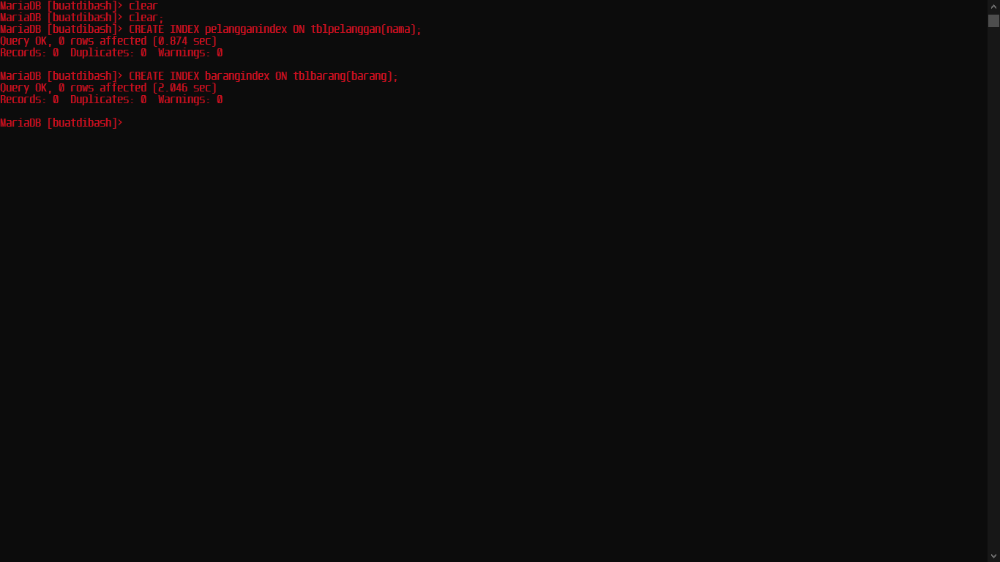 MariaDB [buatdibash]> clear
MariaDB [buatdibash]> clear;
MariaDB [buatdibash]> CREATE INDEX pelangganindex ON tblpelanggan(nama);
Query OK, 0 rows affected (0.874 sec)
Records: 0  Duplicates: 0  Warnings: 0
MariaDB [buatdibash]> CREATE INDEX barangindex ON tblbarang(barang);
Query OK, 0 rows affected (2.046 sec)
Records: 0  Duplicates: 0  Warnings: 0
MariaDB [buatdibash]>